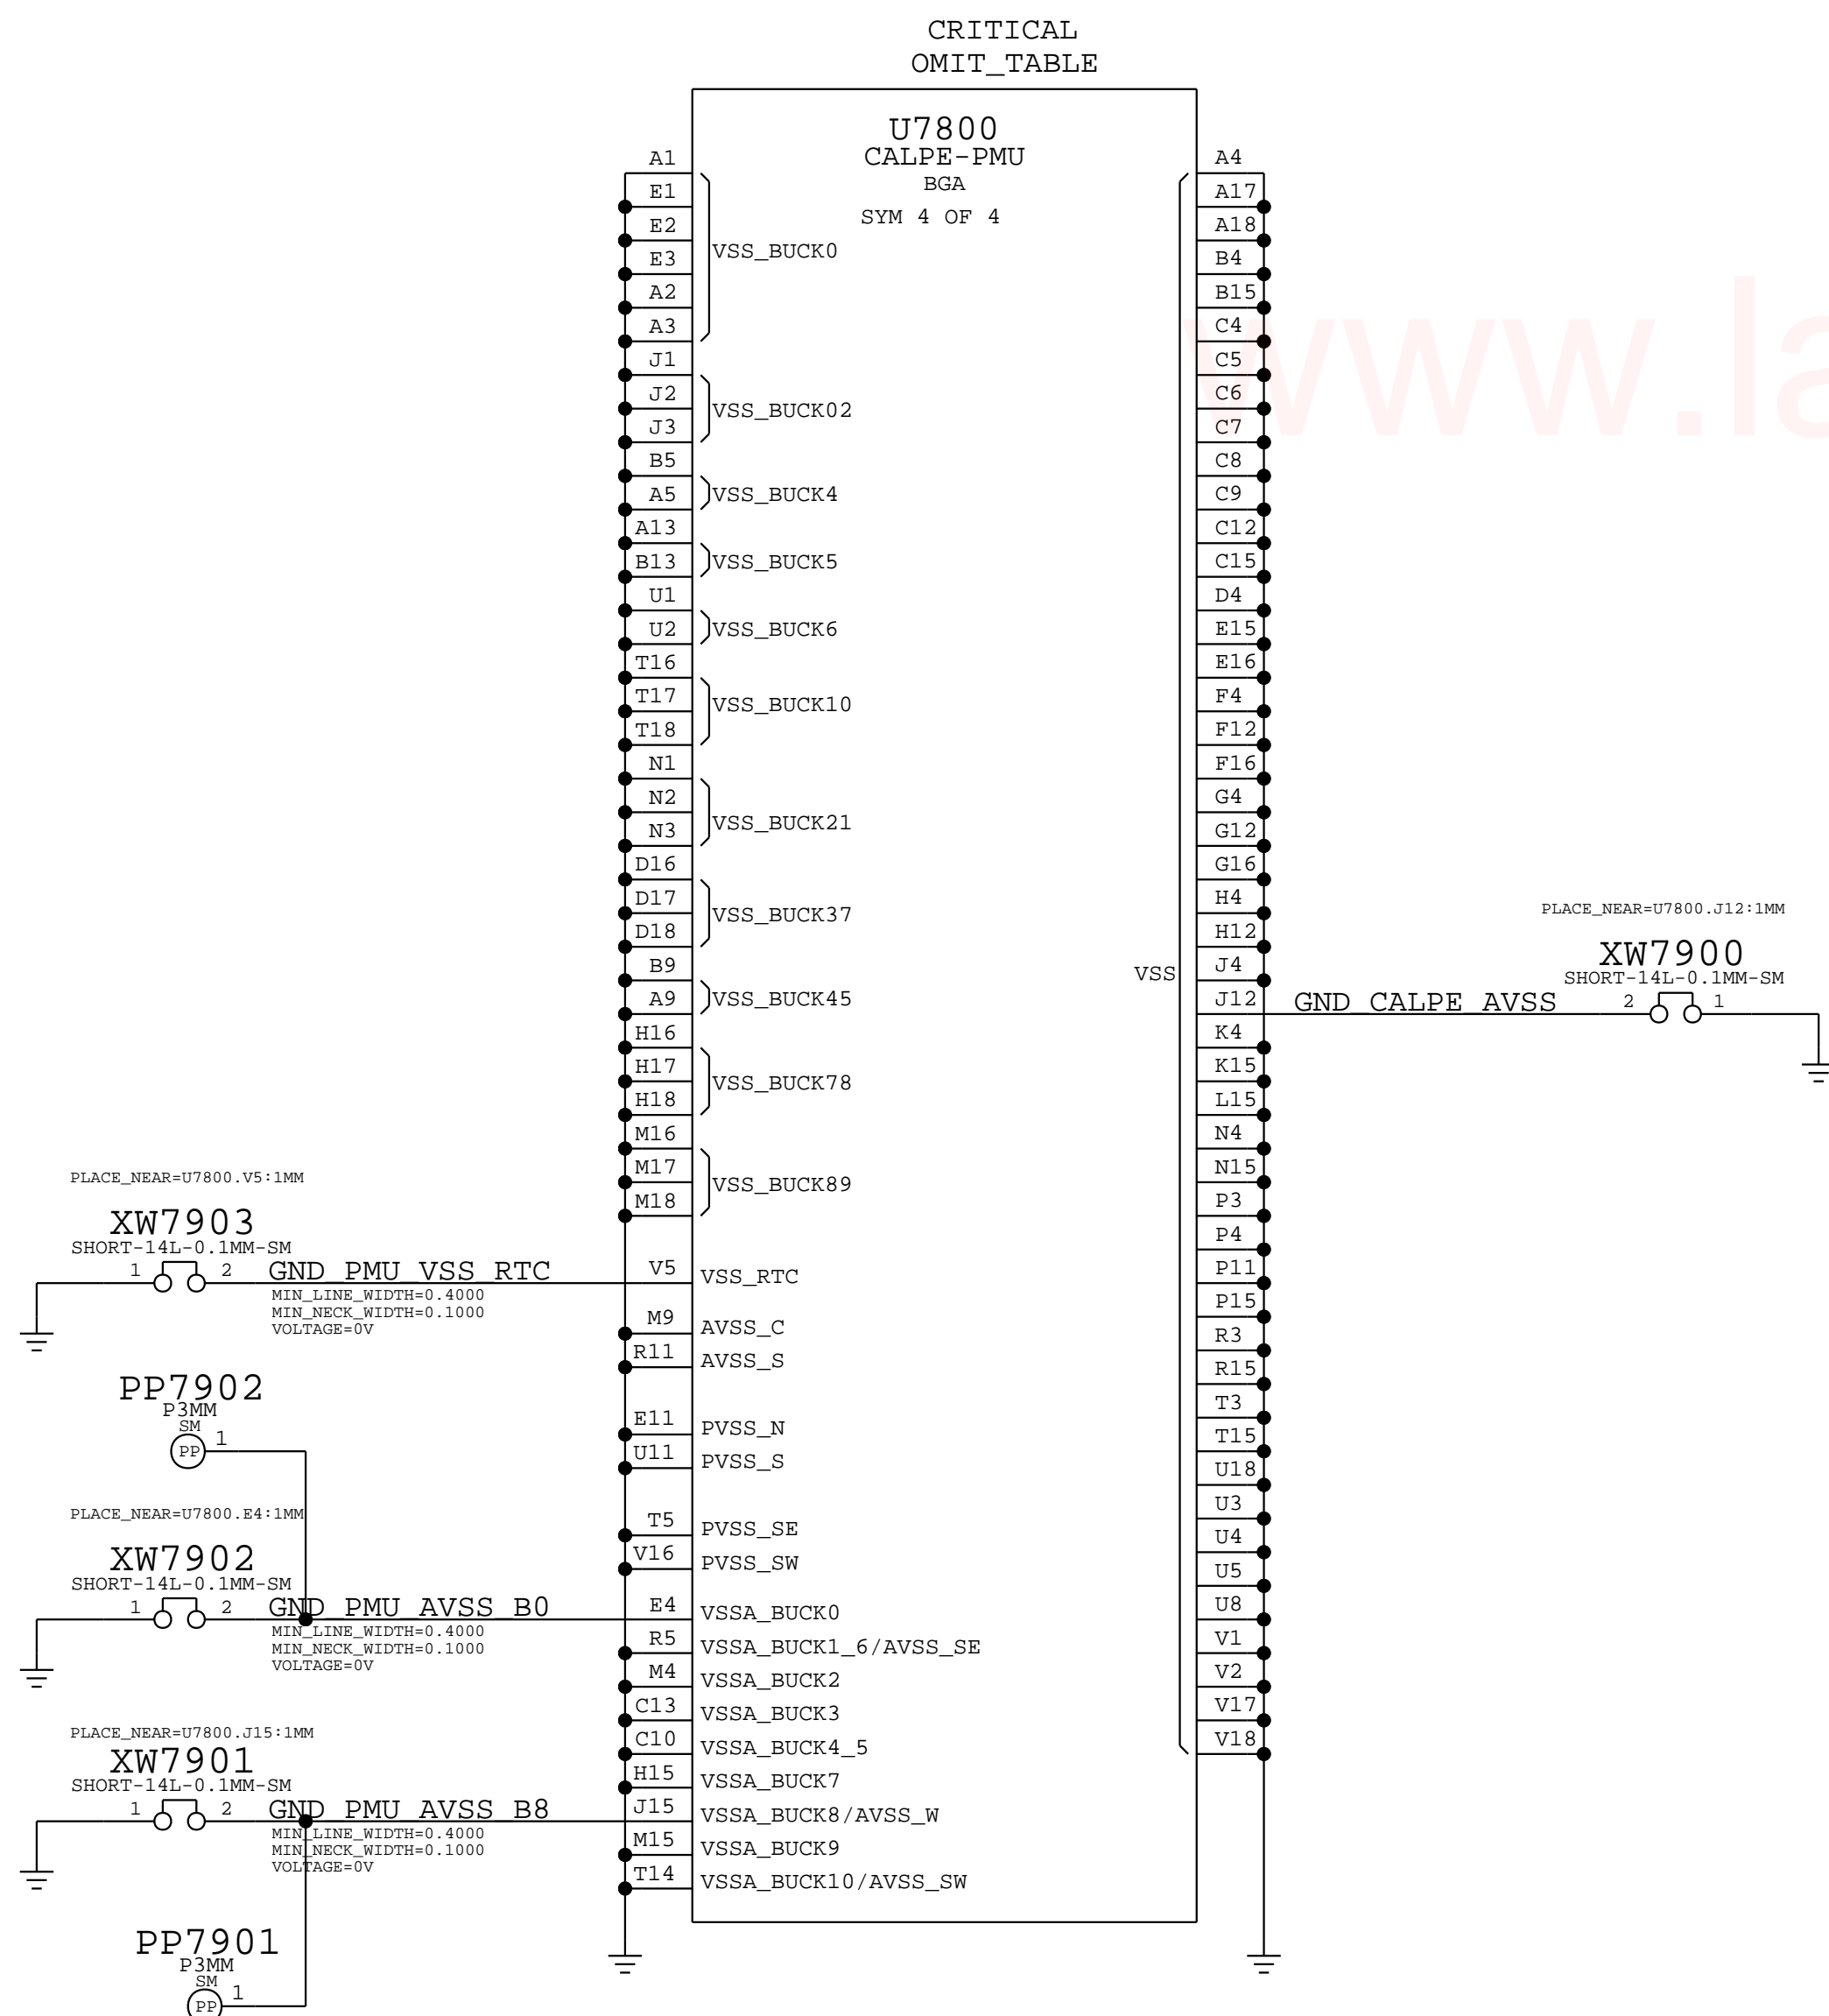 CRITICAL
OMIT_TABLE
U7800
CALPE-PMU
BGA
SYM 4 OF 4
A1
E1
E2
E3
A2
A3
VSS_BUCK0
J1
J2
J3
VSS_BUCK02
B5
A5
VSS_BUCK4
A13
B13
VSS_BUCK5
U1
U2
VSS_BUCK6
T16
T17
T18
VSS_BUCK10
N1
N2
N3
VSS_BUCK21
D16
D17
D18
VSS_BUCK37
B9
A9
VSS_BUCK45
H16
H17
H18
VSS_BUCK78
M16
M17
M18
VSS_BUCK89
V5 VSS_RTC
M9 AVSS_C
R11 AVSS_S
E11 PVSS_N
U11 PVSS_S
T5 PVSS_SE
V16 PVSS_SW
E4 VSSA_BUCK0
R5 VSSA_BUCK1_6/AVSS_SE
M4 VSSA_BUCK2
C13 VSSA_BUCK3
C10 VSSA_BUCK4_5
H15 VSSA_BUCK7
J15 VSSA_BUCK8/AVSS_W
M15 VSSA_BUCK9
T14 VSSA_BUCK10/AVSS_SW
VSS
A4
A17
A18
B4
B15
C4
C5
C6
C7
C8
C9
C12
C15
D4
E15
E16
F4
F12
F16
G4
G12
G16
H4
H12
J4
J12
K4
K15
L15
N4
N15
P3
P4
P11
P15
R3
R15
T3
T15
U18
U3
U4
U5
U8
V1
V2
V17
V18
PLACE_NEAR=U7800.J12:1MM
XW7900
SHORT-14L-0.1MM-SM
GND_CALPE_AVSS 2 1
PLACE_NEAR=U7800.V5:1MM
XW7903
SHORT-14L-0.1MM-SM
1 2 GND_PMU_VSS_RTC
MIN_LINE_WIDTH=0.4000
MIN_NECK_WIDTH=0.1000
VOLTAGE=0V
PP7902
P3MM
SM
PP 1
PLACE_NEAR=U7800.E4:1MM
XW7902
SHORT-14L-0.1MM-SM
1 2 GND_PMU_AVSS_B0
MIN_LINE_WIDTH=0.4000
MIN_NECK_WIDTH=0.1000
VOLTAGE=0V
PLACE_NEAR=U7800.J15:1MM
XW7901
SHORT-14L-0.1MM-SM
1 2 GND_PMU_AVSS_B8
MIN_LINE_WIDTH=0.4000
MIN_NECK_WIDTH=0.1000
VOLTAGE=0V
PP7901
P3MM
SM
PP 1
www.la